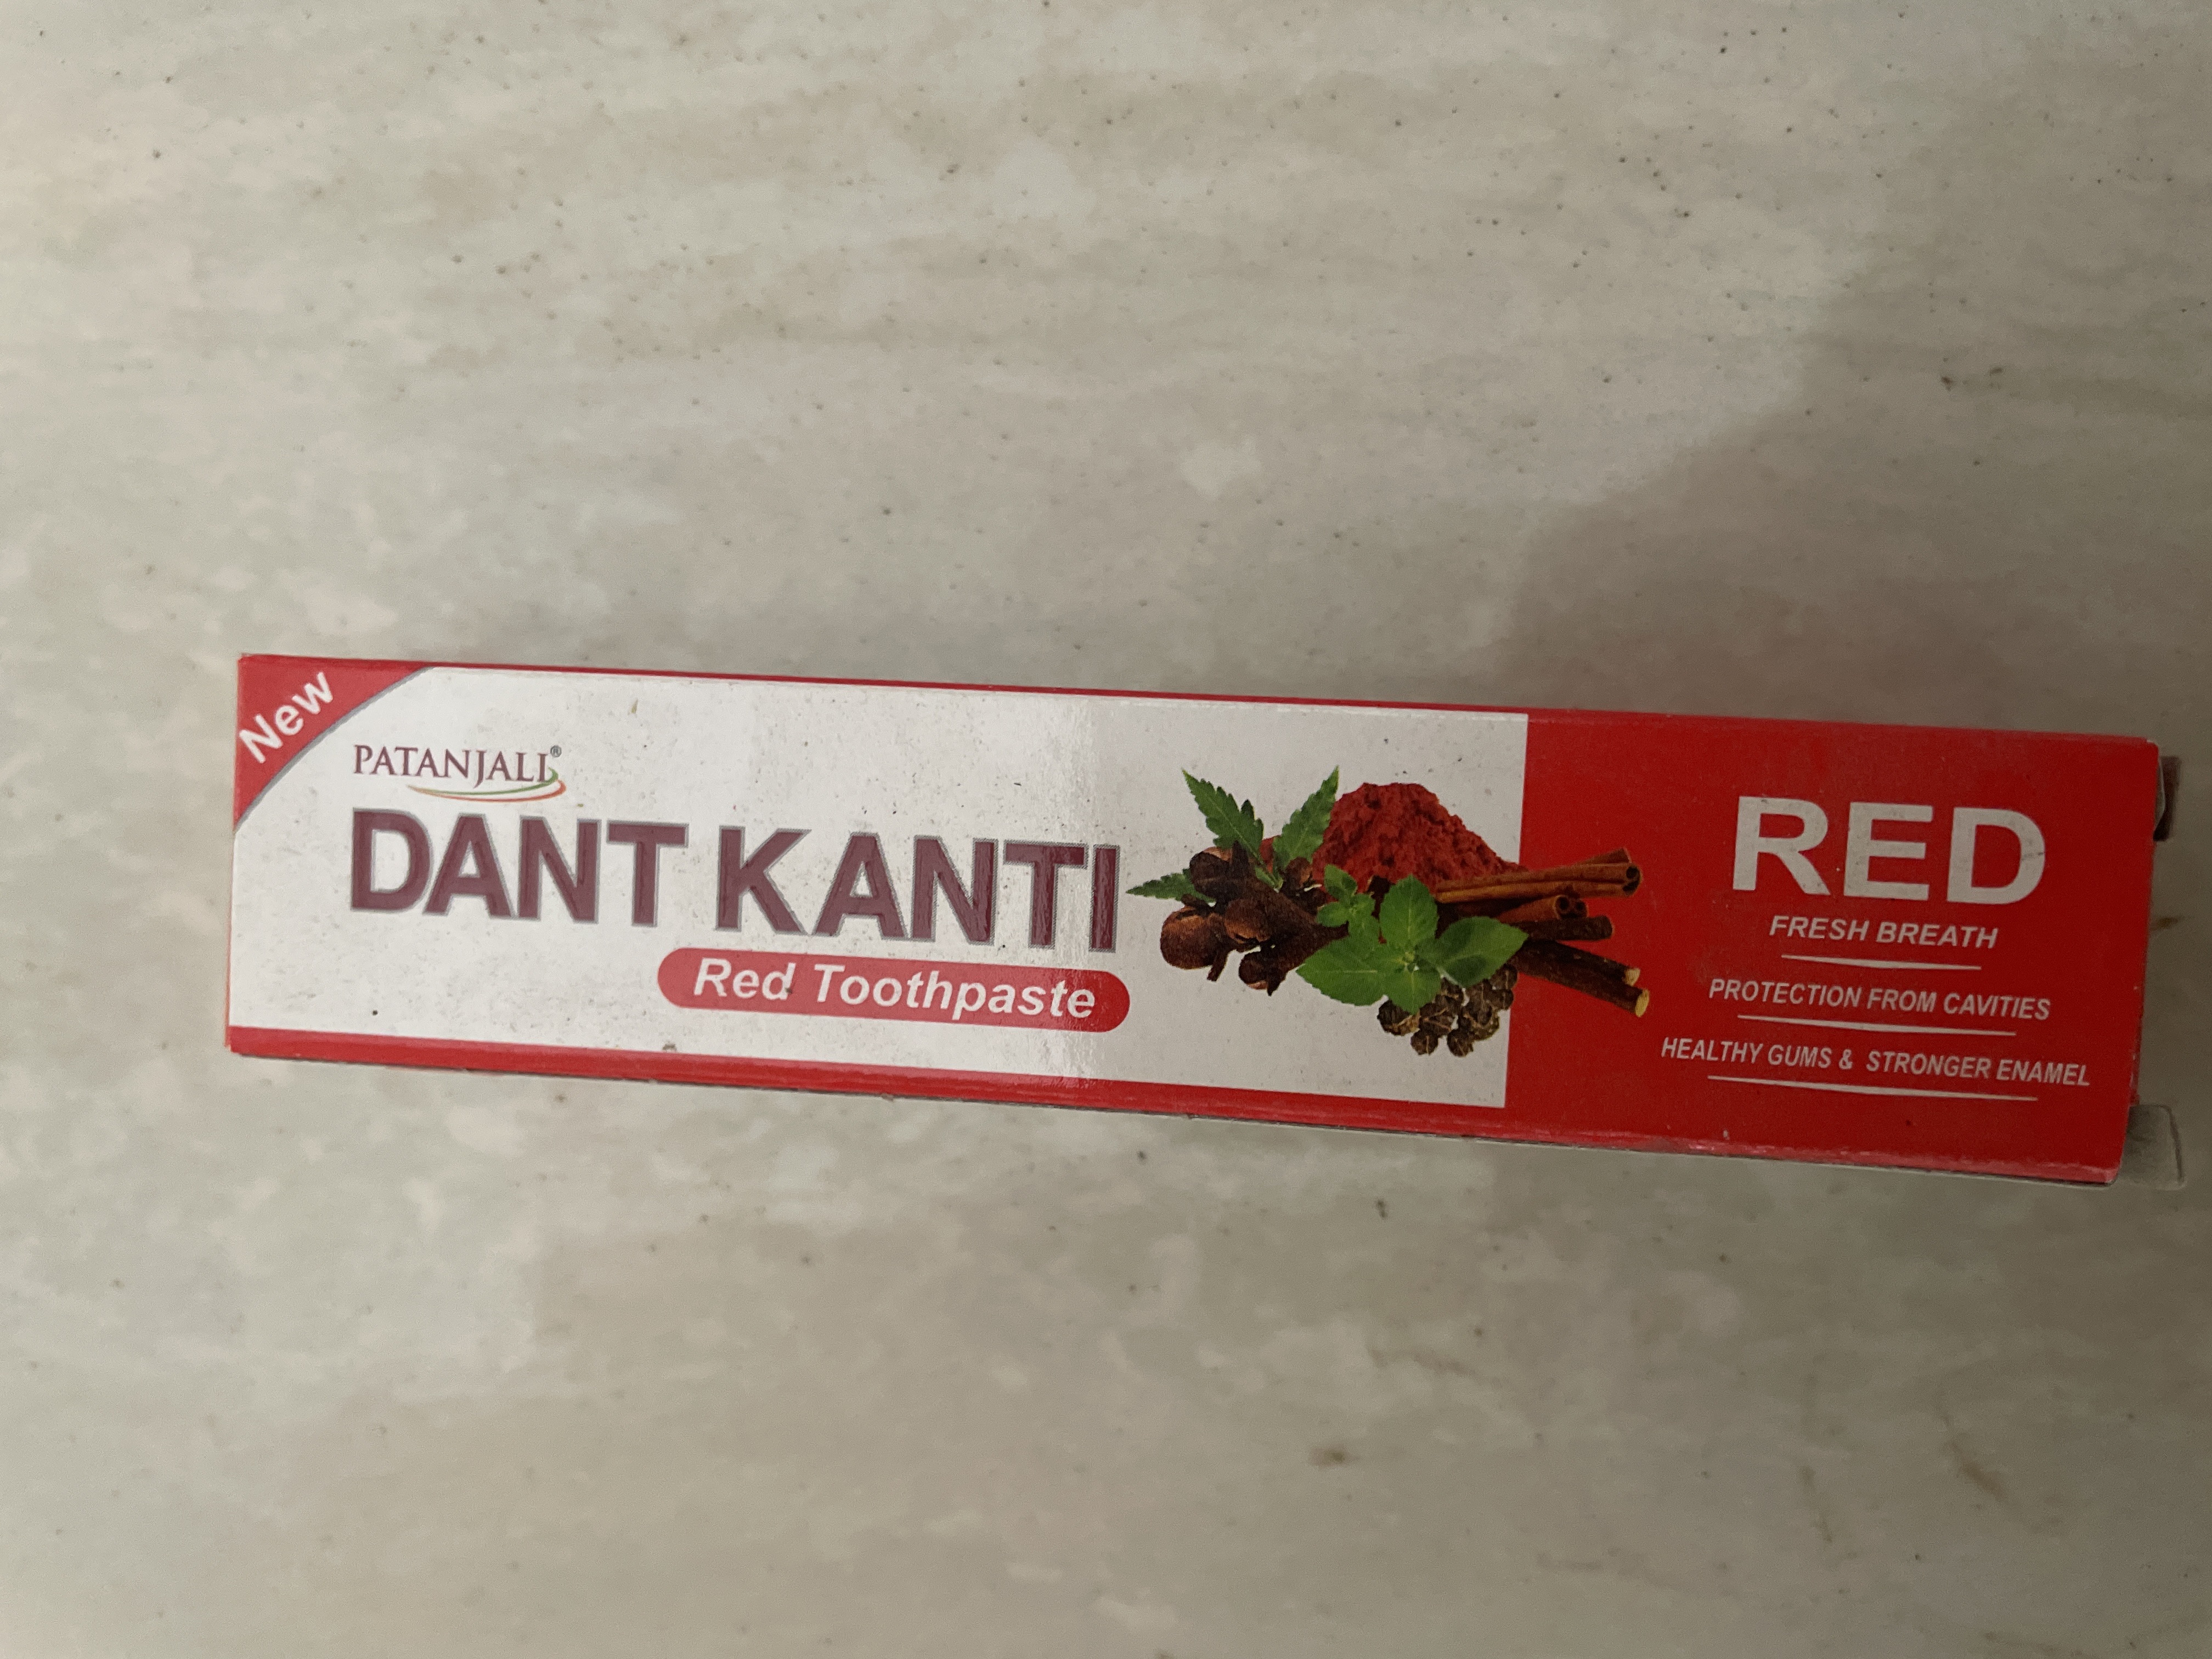 New
PATANJALI®
DANT KANTI
Red Toothpaste
RED
FRESH BREATH
PROTECTION FROM CAVITIES
HEALTHY GUMS & STRONGER ENAMEL